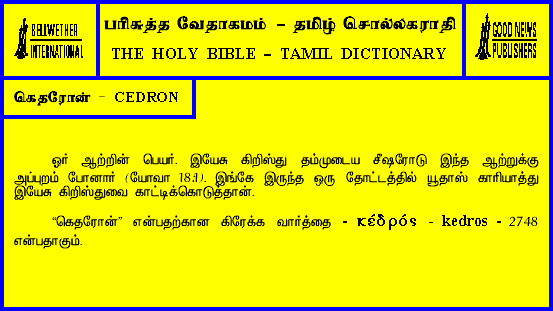 BELLWETHER
INTERNATIONAL
பரிசுத்த வேதாகமம் – தமிழ் சொல்லகராதி
THE HOLY BIBLE – TAMIL DICTIONARY
GOOD NEWS
PUBLISHERS
கெதரோன் – CEDRON
ஓர் ஆற்றின் பெயர். இயேசு கிறிஸ்து தம்முடைய சீஷரோடு இந்த ஆற்றுக்கு
அப்புறம் போனார் (யோவா 18:1). இங்கே இருந்த ஒரு தோட்டத்தில் யூதாஸ் காரியாத்து
இயேசு கிறிஸ்துவை காட்டிக்கொடுத்தான்.
“கெதரோன்” என்பதற்கான கிரேக்க வார்த்தை - κέδρός - kedros - 2748
என்பதாகும்.